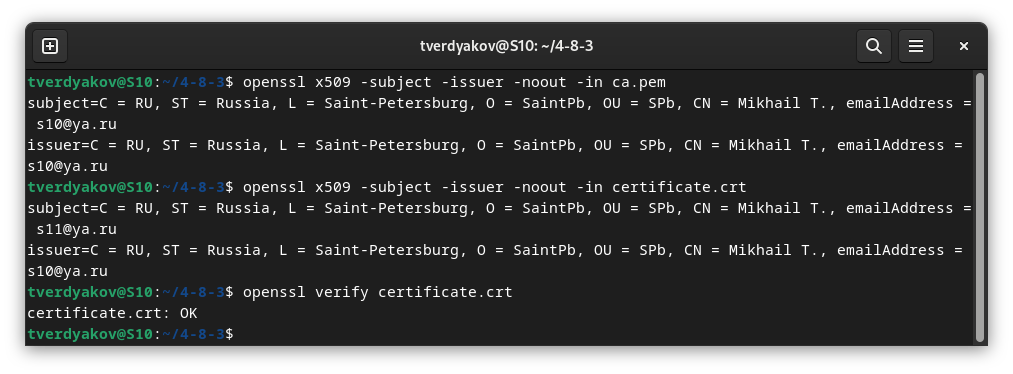 tverdyakov@S10: ~/4-8-3
tverdyakov@S10:~/4-8-3$ openssl x509 -subject -issuer -noout -in ca.pem
subject=C = RU, ST = Russia, L = Saint-Petersburg, O = SaintPb, OU = SPb, CN = Mikhail T., emailAddress =
 s10@ya.ru
issuer=C = RU, ST = Russia, L = Saint-Petersburg, O = SaintPb, OU = SPb, CN = Mikhail T., emailAddress =
s10@ya.ru
tverdyakov@S10:~/4-8-3$ openssl x509 -subject -issuer -noout -in certificate.crt
subject=C = RU, ST = Russia, L = Saint-Petersburg, O = SaintPb, OU = SPb, CN = Mikhail T., emailAddress =
 s11@ya.ru
issuer=C = RU, ST = Russia, L = Saint-Petersburg, O = SaintPb, OU = SPb, CN = Mikhail T., emailAddress =
s10@ya.ru
tverdyakov@S10:~/4-8-3$ openssl verify certificate.crt
certificate.crt: OK
tverdyakov@S10:~/4-8-3$